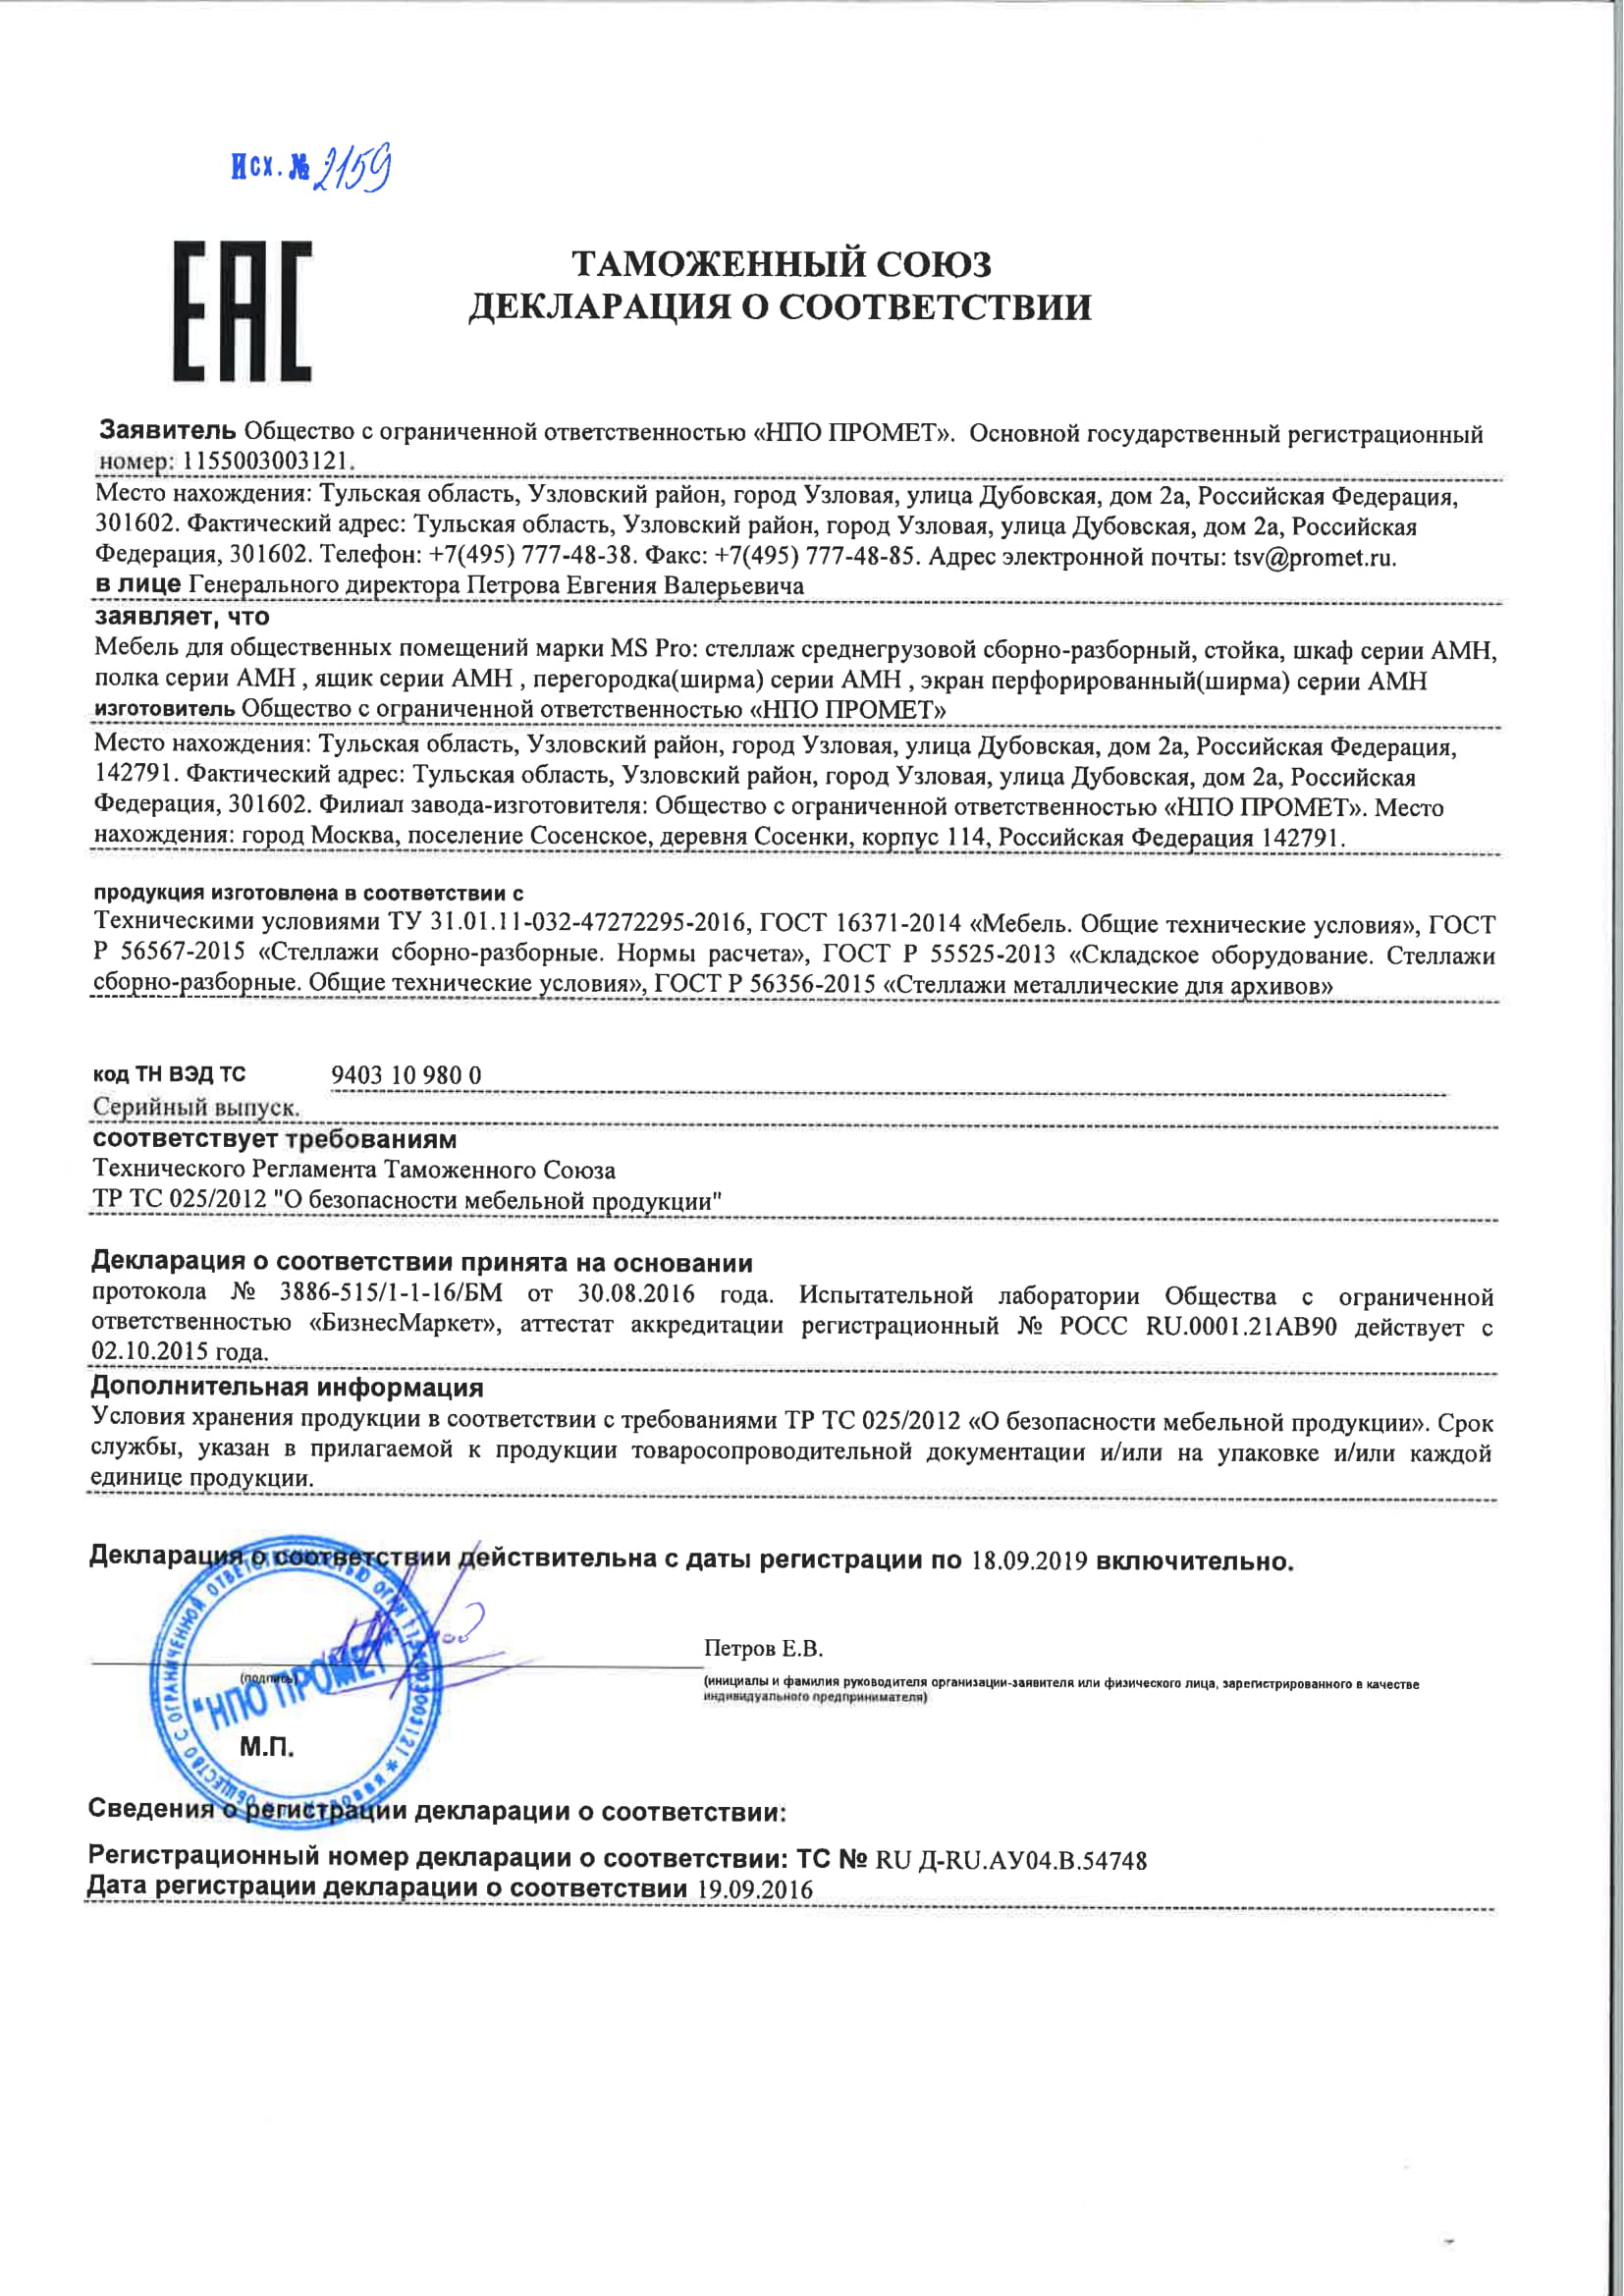 Исх. № 2159
ЕАС
ТАМОЖЕННЫЙ СОЮЗ
ДЕКЛАРАЦИЯ О СООТВЕТСТВИИ
Заявитель Общество с ограниченной ответственностью «НПО ПРОМЕТ». Основной государственный регистрационный
номер: 1155003003121.
Место нахождения: Тульская область, Узловский район, город Узловая, улица Дубовская, дом 2а, Российская Федерация,
301602. Фактический адрес: Тульская область, Узловский район, город Узловая, улица Дубовская, дом 2а, Российская
Федерация, 301602. Телефон: +7(495) 777-48-38. Факс: +7(495) 777-48-85. Адрес электронной почты: tsv@promet.ru.
в лице Генерального директора Петрова Евгения Валерьевича
заявляет, что
Мебель для общественных помещений марки MS Pro: стеллаж среднегрузовой сборно-разборный, стойка, шкаф серии АМН,
полка серии АМН , ящик серии АМН , перегородка(ширма) серии АМН , экран перфорированный(ширма) серии АМН
изготовитель Общество с ограниченной ответственностью «НПО ПРОМЕТ»
Место нахождения: Тульская область, Узловский район, город Узловая, улица Дубовская, дом 2а, Российская Федерация,
142791. Фактический адрес: Тульская область, Узловский район, город Узловая, улица Дубовская, дом 2а, Российская
Федерация, 301602. Филиал завода-изготовителя: Общество с ограниченной ответственностью «НПО ПРОМЕТ». Место
нахождения: город Москва, поселение Сосенское, деревня Сосенки, корпус 114, Российская Федерация 142791.
продукция изготовлена в соответствии с
Техническими условиями ТУ 31.01.11-032-47272295-2016, ГОСТ 16371-2014 «Мебель. Общие технические условия», ГОСТ
Р 56567-2015 «Стеллажи сборно-разборные. Нормы расчета», ГОСТ Р 55525-2013 «Складское оборудование. Стеллажи
сборно-разборные. Общие технические условия», ГОСТ Р 56356-2015 «Стеллажи металлические для архивов»
код ТН ВЭД ТС 9403 10 980 0
Серийный выпуск.
соответствует требованиям
Технического Регламента Таможенного Союза
ТР ТС 025/2012 "О безопасности мебельной продукции"
Декларация о соответствии принята на основании
протокола № 3886-515/1-1-16/БМ от 30.08.2016 года. Испытательной лаборатории Общества с ограниченной
ответственностью «БизнесМаркет», аттестат аккредитации регистрационный № РОСС RU.0001.21АВ90 действует с
02.10.2015 года.
Дополнительная информация
Условия хранения продукции в соответствии с требованиями ТР ТС 025/2012 «О безопасности мебельной продукции». Срок
службы, указан в прилагаемой к продукции товаросопроводительной документации и/или на упаковке и/или каждой
единице продукции.
Декларация о соответствии действительна с даты регистрации по 18.09.2019 включительно.
Петров Е.В.
(подпись)
(инициалы и фамилия руководителя организации-заявителя или физического лица, зарегистрированного в качестве
индивидуального предпринимателя)
ОБЩЕСТВО С ОГРАНИЧЕННОЙ ОТВЕТСТВЕННОСТЬЮ ОГРН 1155003003121 *
"НПО ПРОМЕТ"
М.П.
Сведения о регистрации декларации о соответствии:
Регистрационный номер декларации о соответствии: ТС № RU Д-RU.АУ04.В.54748
Дата регистрации декларации о соответствии 19.09.2016